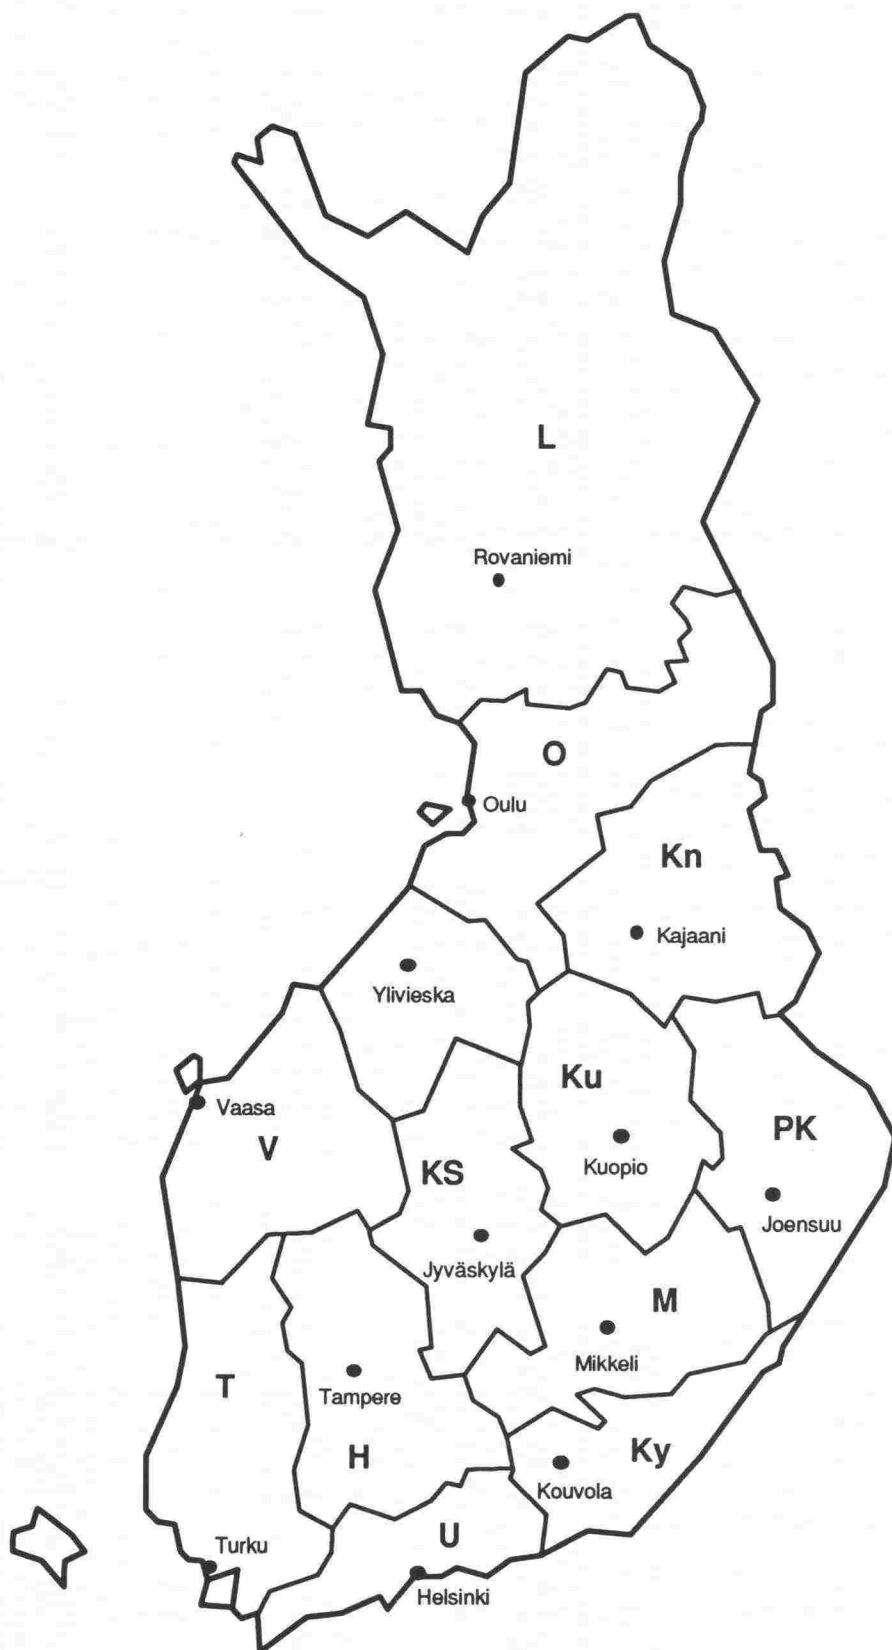 L
Rovaniemi
O
Oulu
Kn
Kajaani
Ylivieska
Ku
Vaasa
V
PK
Kuopio
KS
Joensuu
Jyväskylä
M
Mikkeli
T
Tampere
H
Ky
Kouvola
U
Turku
Helsinki